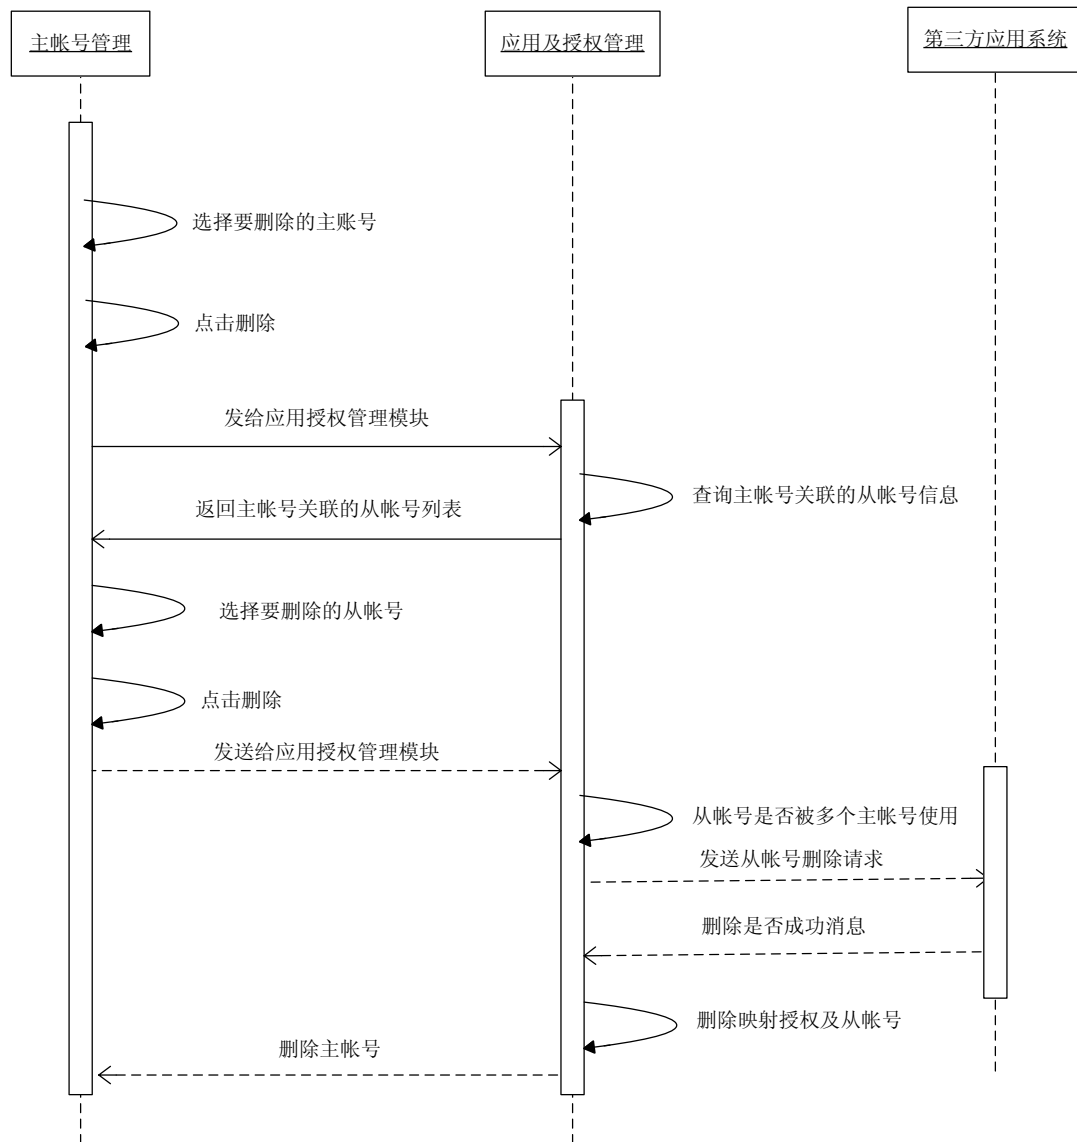 主帐号管理
应用及授权管理
第三方应用系统
选择要删除的主账号
点击删除
发给应用授权管理模块
查询主帐号关联的从帐号信息
返回主帐号关联的从帐号列表
选择要删除的从帐号
点击删除
发送给应用授权管理模块
从帐号是否被多个主帐号使用
发送从帐号删除请求
删除是否成功消息
删除映射授权及从帐号
删除主帐号